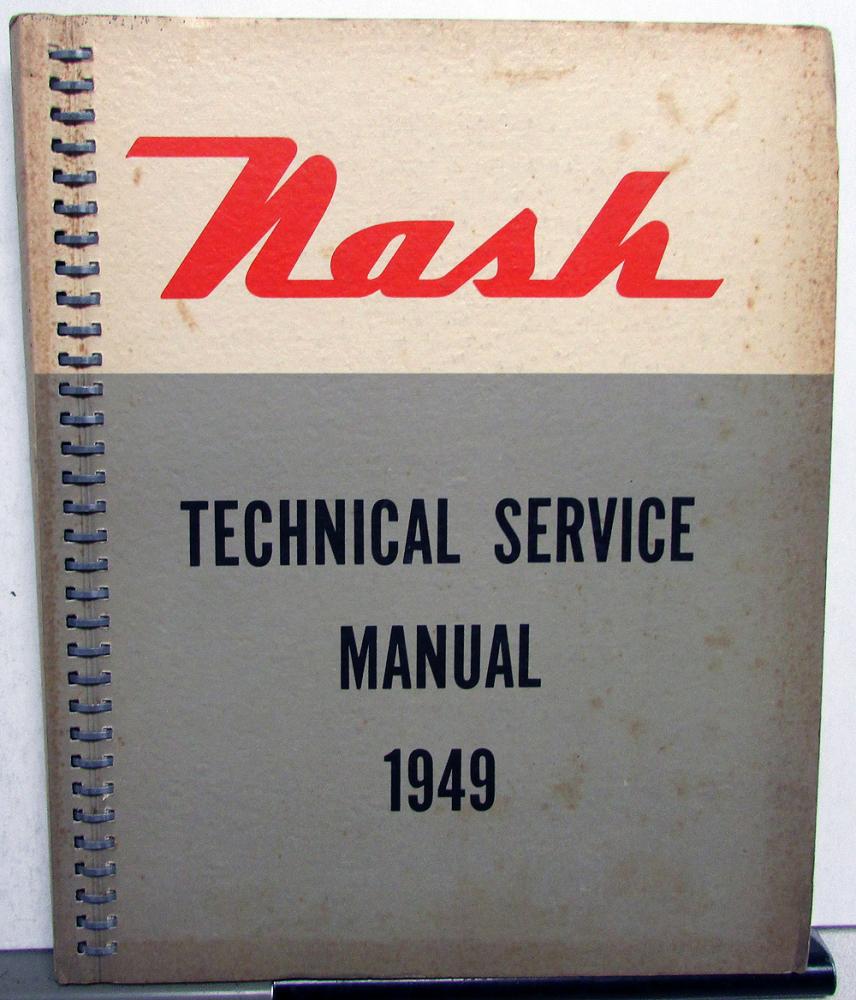 Nash
TECHNICAL SERVICE
MANUAL
1949